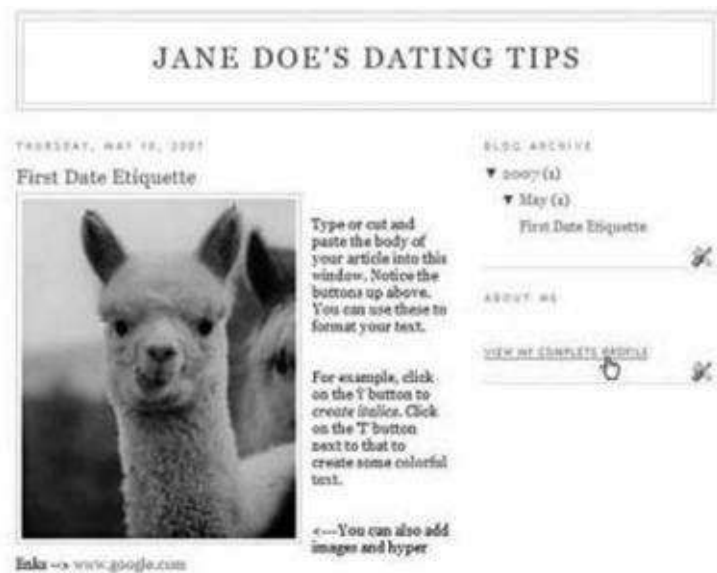 JANE DOE'S DATING TIPS
THURSDAY, MAY 10, 2007
First Date Etiquette
Type or cut and
paste the body of
your article into this
window. Notice the
buttons up above.
You can use these to
format your text.
For example, click
on the 'i' button to
create italics. Click
on the 'T' button
next to that to
create some colorful
text.
<---You can also add
images and hyper
links --> www.google.com
BLOG ARCHIVE
▼ 2007 (1)
▼ May (1)
First Date Etiquette
ABOUT ME
VIEW MY COMPLETE PROFILE